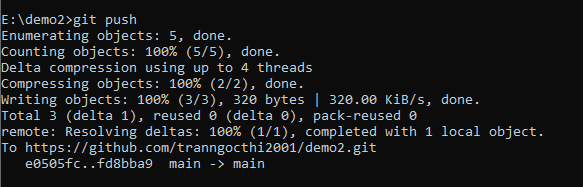 E:\demo2>git push
Enumerating objects: 5, done.
Counting objects: 100% (5/5), done.
Delta compression using up to 4 threads
Compressing objects: 100% (2/2), done.
Writing objects: 100% (3/3), 320 bytes | 320.00 KiB/s, done.
Total 3 (delta 1), reused 0 (delta 0), pack-reused 0
remote: Resolving deltas: 100% (1/1), completed with 1 local object.
To https://github.com/tranngocthi2001/demo2.git
   e0505fc..fd8bba9  main -> main